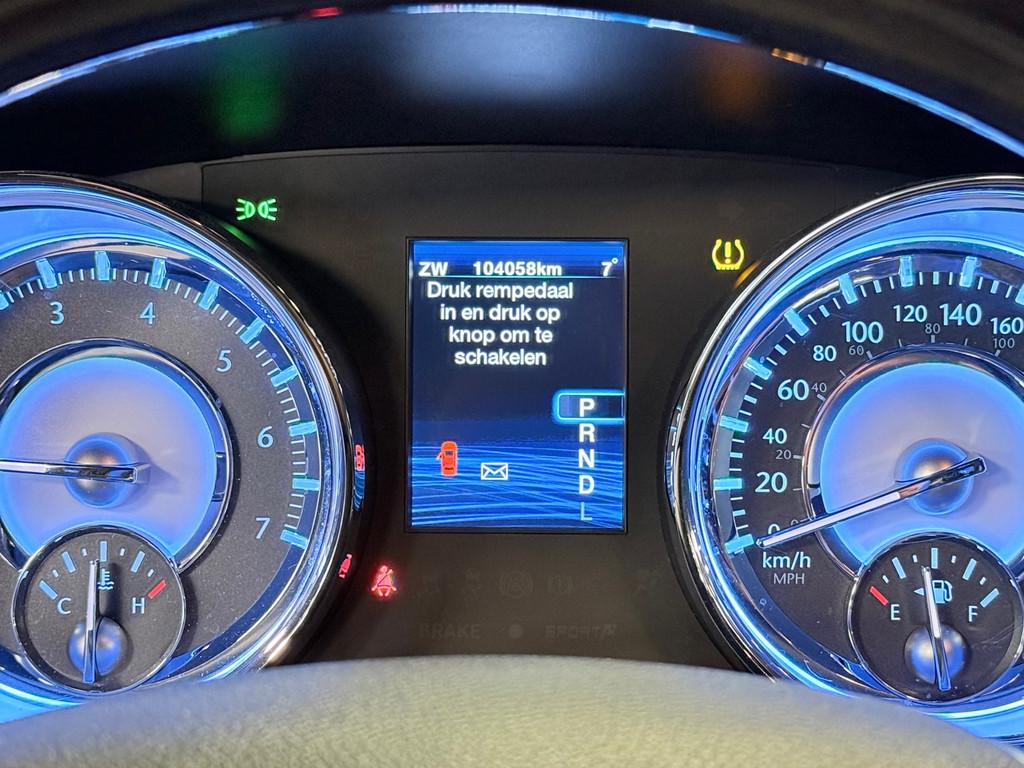 ZW 104058km 7°
Druk rempedaal
in en druk op
knop om te
schakelen
P
R
N
D
L
3
4
5
6
7
C H
0
20
40
60
80
100
120
140
160
20
40
60
80
100
km/h
MPH
E F
BRAKE
SPORT